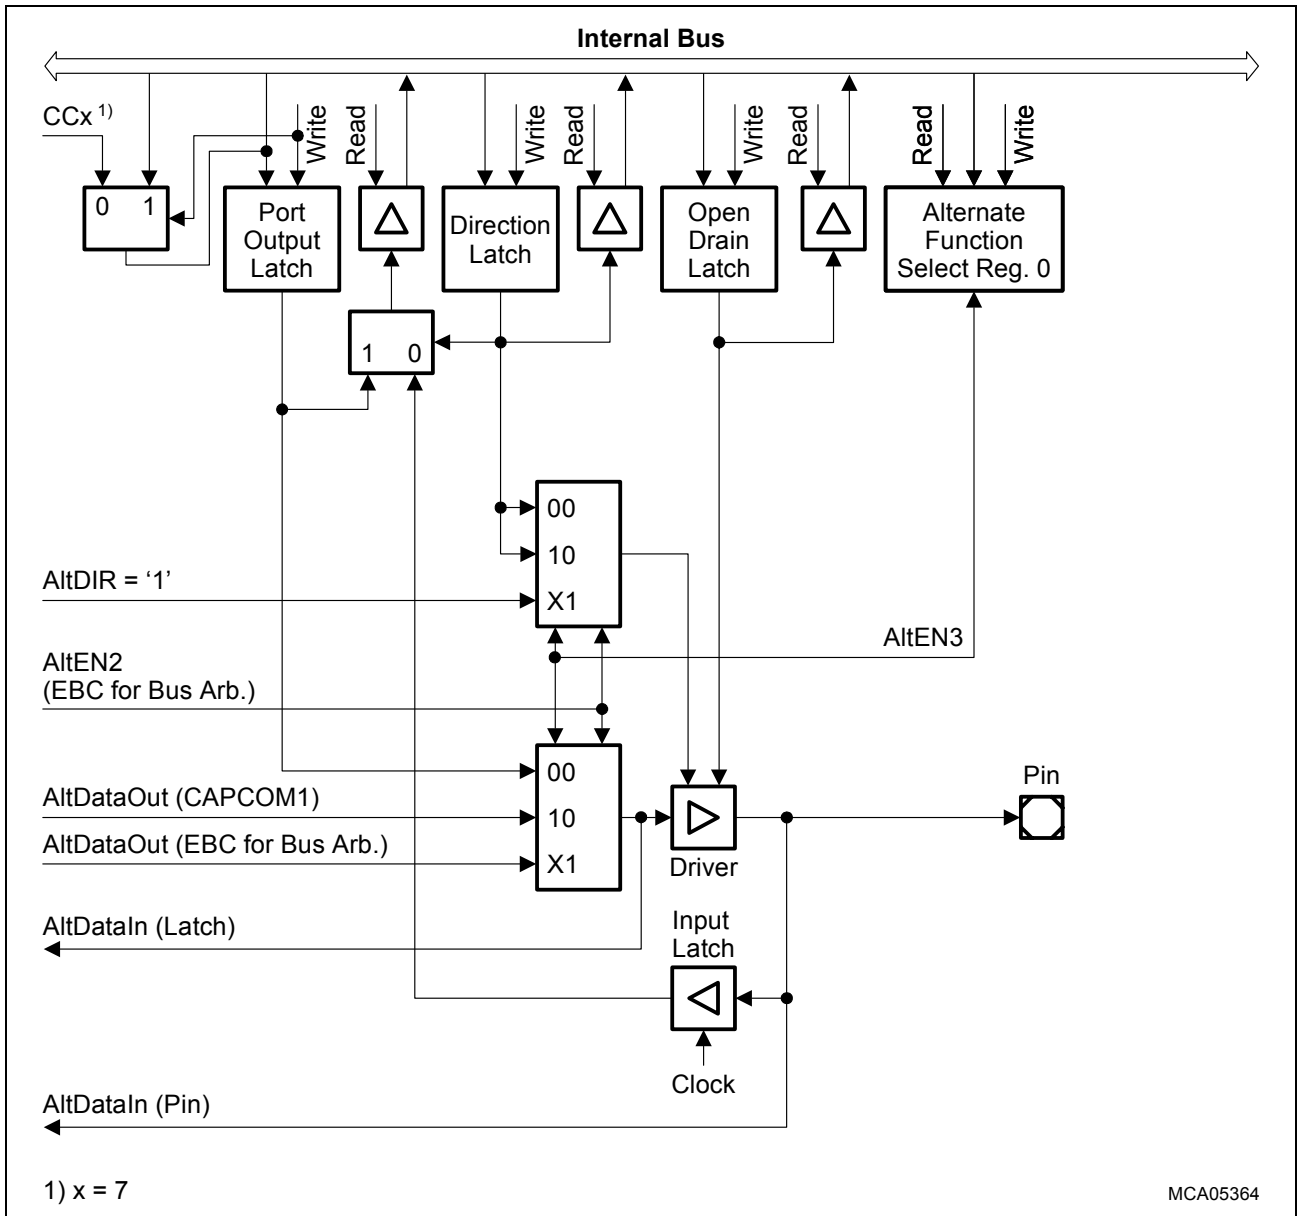 Internal Bus
CCx 1)
Write
Read
Write
Read
Write
Read
Read
Write
0 1
Port
Output
Latch
Direction
Latch
Open
Drain
Latch
Alternate
Function
Select Reg. 0
1 0
00
10
X1
AltDIR = ‘1’
AltEN3
AltEN2
(EBC for Bus Arb.)
00
10
X1
AltDataOut (CAPCOM1)
AltDataOut (EBC for Bus Arb.)
Driver
Pin
AltDataIn (Latch)
Input
Latch
Clock
AltDataIn (Pin)
1) x = 7
MCA05364